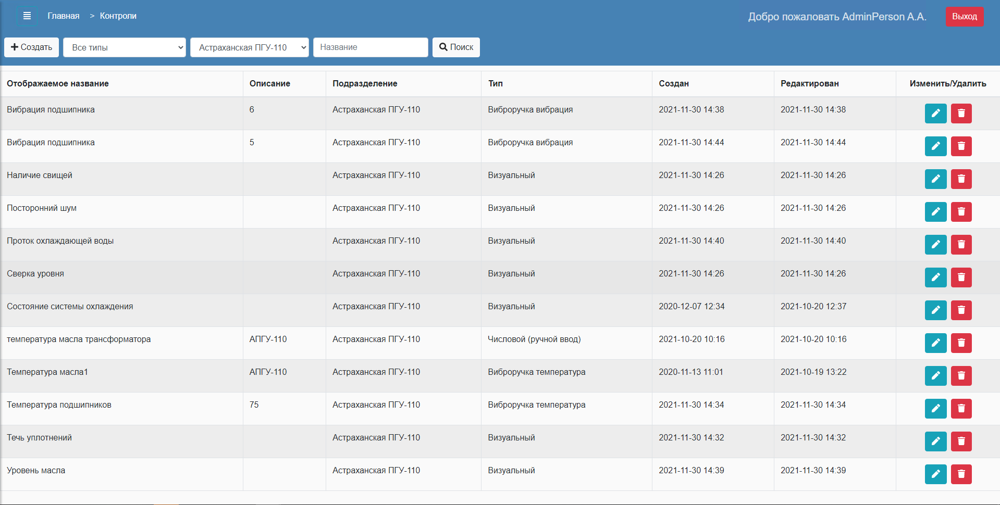 Главная > Контроли
Добро пожаловать AdminPerson A.A.
Выход
Создать
Все типы
Астраханская ПГУ-110
Название
Поиск
Отображаемое название Описание Подразделение Тип Создан Редактирован Изменить/Удалить
Вибрация подшипника 6 Астраханская ПГУ-110 Виброручка вибрация 2021-11-30 14:38 2021-11-30 14:38
Вибрация подшипника 5 Астраханская ПГУ-110 Виброручка вибрация 2021-11-30 14:44 2021-11-30 14:44
Наличие свищей Астраханская ПГУ-110 Визуальный 2021-11-30 14:26 2021-11-30 14:26
Посторонний шум Астраханская ПГУ-110 Визуальный 2021-11-30 14:26 2021-11-30 14:26
Проток охлаждающей воды Астраханская ПГУ-110 Визуальный 2021-11-30 14:40 2021-11-30 14:40
Сверка уровня Астраханская ПГУ-110 Визуальный 2021-11-30 14:26 2021-11-30 14:26
Состояние системы охлаждения Астраханская ПГУ-110 Визуальный 2020-12-07 12:34 2021-10-20 12:37
температура масла трансформатора АПГУ-110 Астраханская ПГУ-110 Числовой (ручной ввод) 2021-10-20 10:16 2021-10-20 10:16
Температура масла1 АПГУ-110 Астраханская ПГУ-110 Виброручка температура 2020-11-13 11:01 2021-10-19 13:22
Температура подшипников 75 Астраханская ПГУ-110 Виброручка температура 2021-11-30 14:34 2021-11-30 14:34
Течь уплотнений Астраханская ПГУ-110 Визуальный 2021-11-30 14:32 2021-11-30 14:32
Уровень масла Астраханская ПГУ-110 Визуальный 2021-11-30 14:39 2021-11-30 14:39